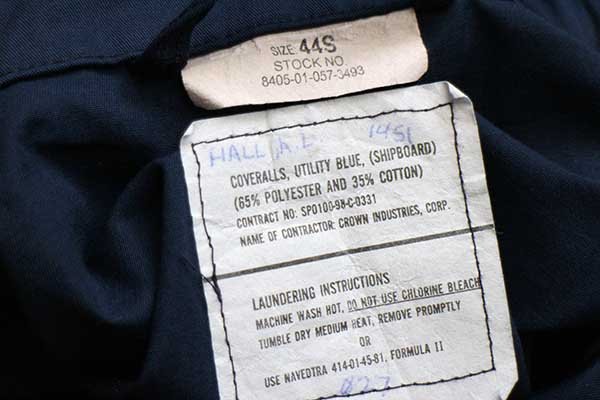 SIZE 44S
STOCK NO.
8405-01-057-3493
HALL A.L 1451
COVERALLS, UTILITY BLUE, (SHIPBOARD)
(65% POLYESTER AND 35% COTTON)
CONTRACT NO: SPO100-98-C-0331
NAME OF CONTRACTOR: CROWN INDUSTRIES, CORP.
LAUNDERING INSTRUCTIONS
MACHINE WASH HOT, DO NOT USE CHLORINE BLEACH
TUMBLE DRY MEDIUM HEAT, REMOVE PROMPTLY
OR
USE NAVEDTRA 414-01-45-81, FORMULA II
027